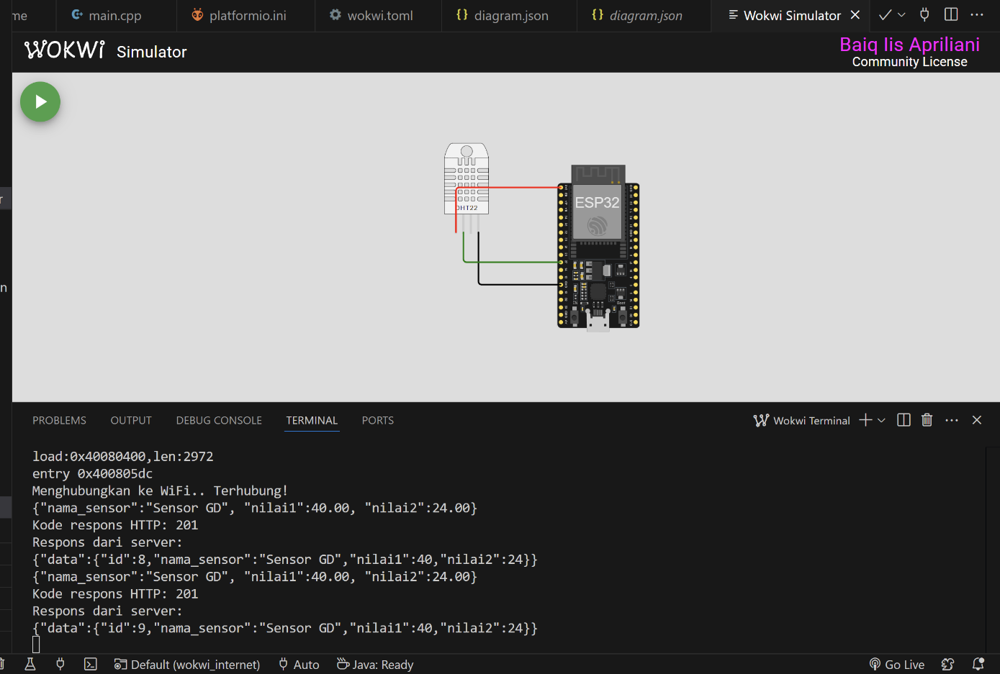 me
main.cpp
platformio.ini
wokwi.toml
{} diagram.json
{} diagram.json
Wokwi Simulator
WOKWi Simulator
Baiq Iis Apriliani
Community License
DHT22
ESP32
Boot
r
n
PROBLEMS
OUTPUT
DEBUG CONSOLE
TERMINAL
PORTS
Wokwi Terminal
load:0x40080400,len:2972
entry 0x400805dc
Menghubungkan ke WiFi.. Terhubung!
{"nama_sensor":"Sensor GD", "nilai1":40.00, "nilai2":24.00}
Kode respons HTTP: 201
Respons dari server:
{"data":{"id":8,"nama_sensor":"Sensor GD","nilai1":40,"nilai2":24}}
{"nama_sensor":"Sensor GD", "nilai1":40.00, "nilai2":24.00}
Kode respons HTTP: 201
Respons dari server:
{"data":{"id":9,"nama_sensor":"Sensor GD","nilai1":40,"nilai2":24}}
Default (wokwi_internet)
Auto
Java: Ready
Go Live